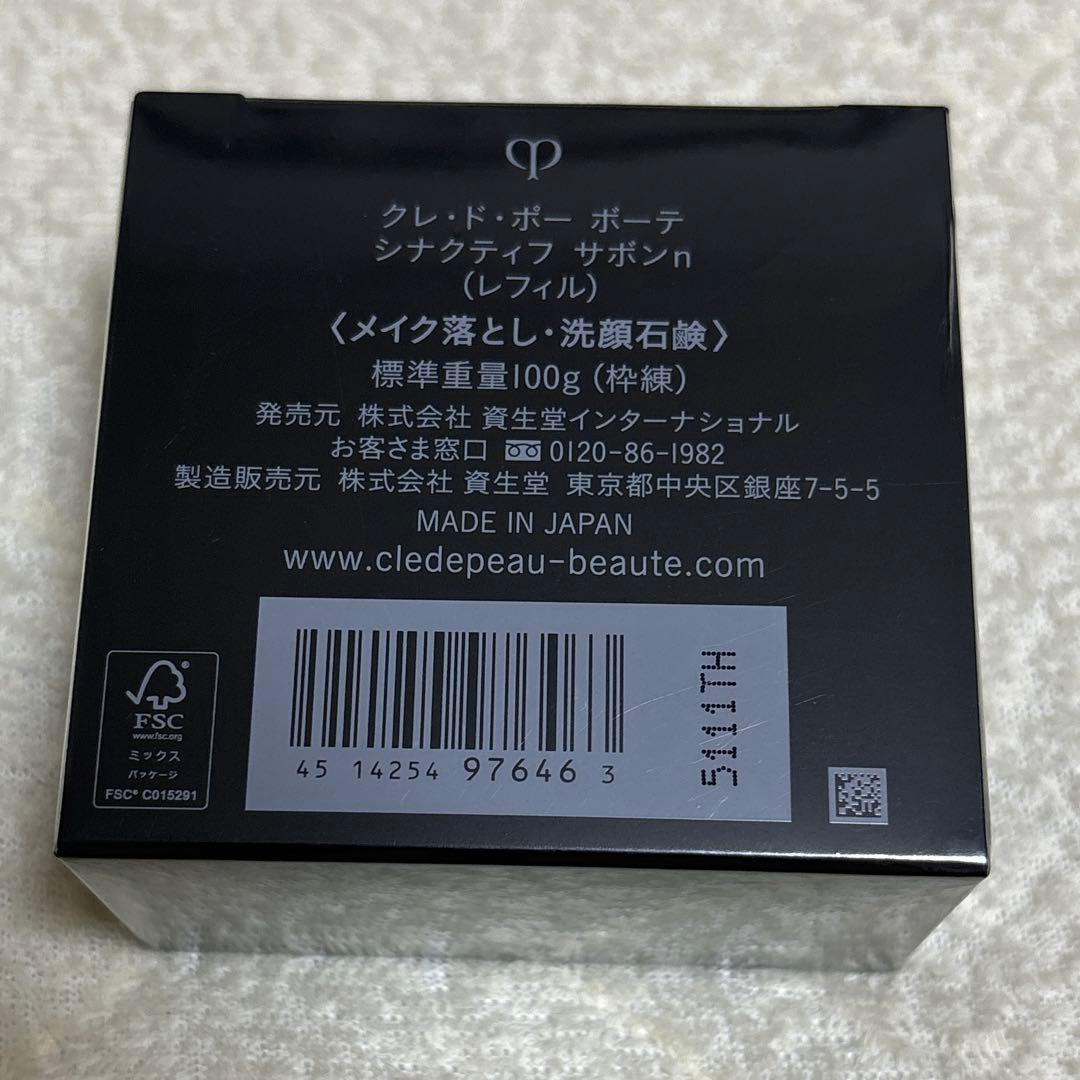 クレ・ド・ポー ボーテ
シナクティフ サボンn
(レフィル)
〈メイク落とし・洗顔石鹸〉
標準重量100g (枠練)
発売元 株式会社 資生堂インターナショナル
お客さま窓口 0120-86-1982
製造販売元 株式会社 資生堂 東京都中央区銀座7-5-5
MADE IN JAPAN
www.cledepeau-beaute.com
FSC®
www.fsc.org
ミックス
パッケージ
FSC® C015291
45 14254 97646 3
5111TH